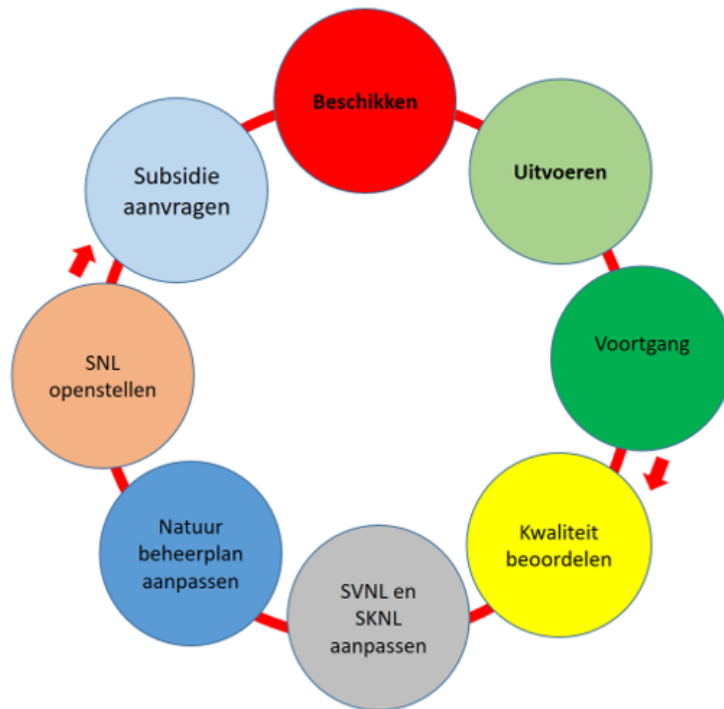 Beschikken
Uitvoeren
Voortgang
Kwaliteit
beoordelen
SVNL en
SKNL
aanpassen
Natuur
beheerplan
aanpassen
SNL
openstellen
Subsidie
aanvragen